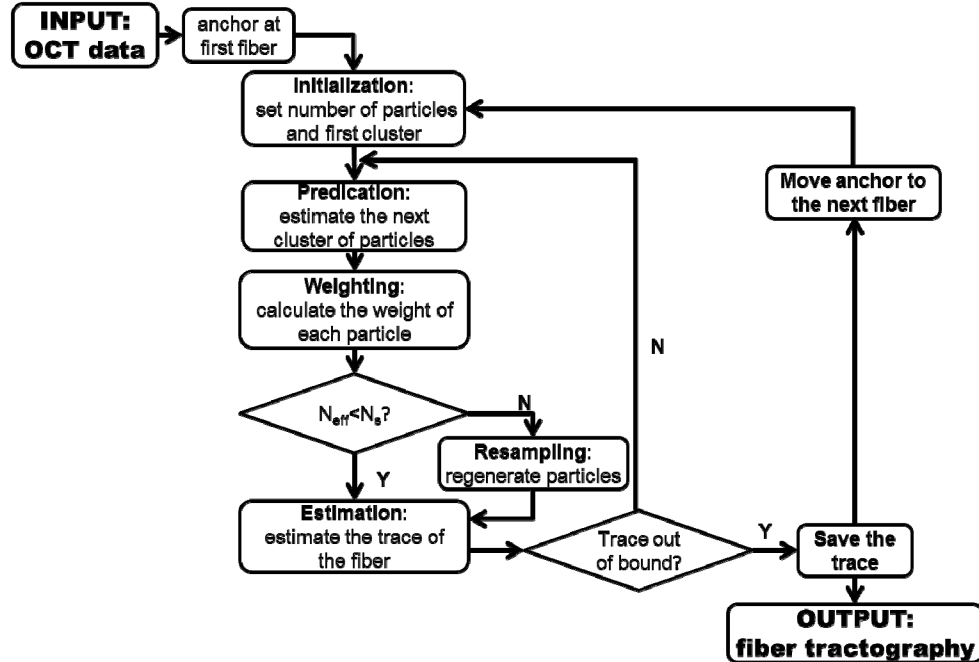 INPUT:
OCT data
anchor at
first fiber
Initialization:
set number of particles
and first cluster
Predication:
estimate the next
cluster of particles
Move anchor to
the next fiber
Weighting:
calculate the weight of
each particle
N
Neff<Ns?
N
Resampling:
regenerate particles
Y
Estimation:
estimate the trace of
the fiber
Trace out
of bound?
Y
Save the
trace
OUTPUT:
fiber tractography